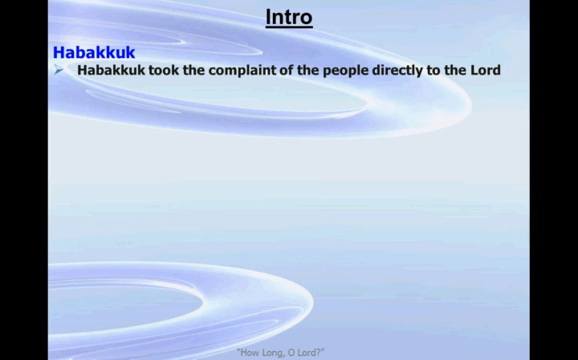 Intro
Habakkuk
➢ Habakkuk took the complaint of the people directly to the Lord
"How Long, O Lord?"